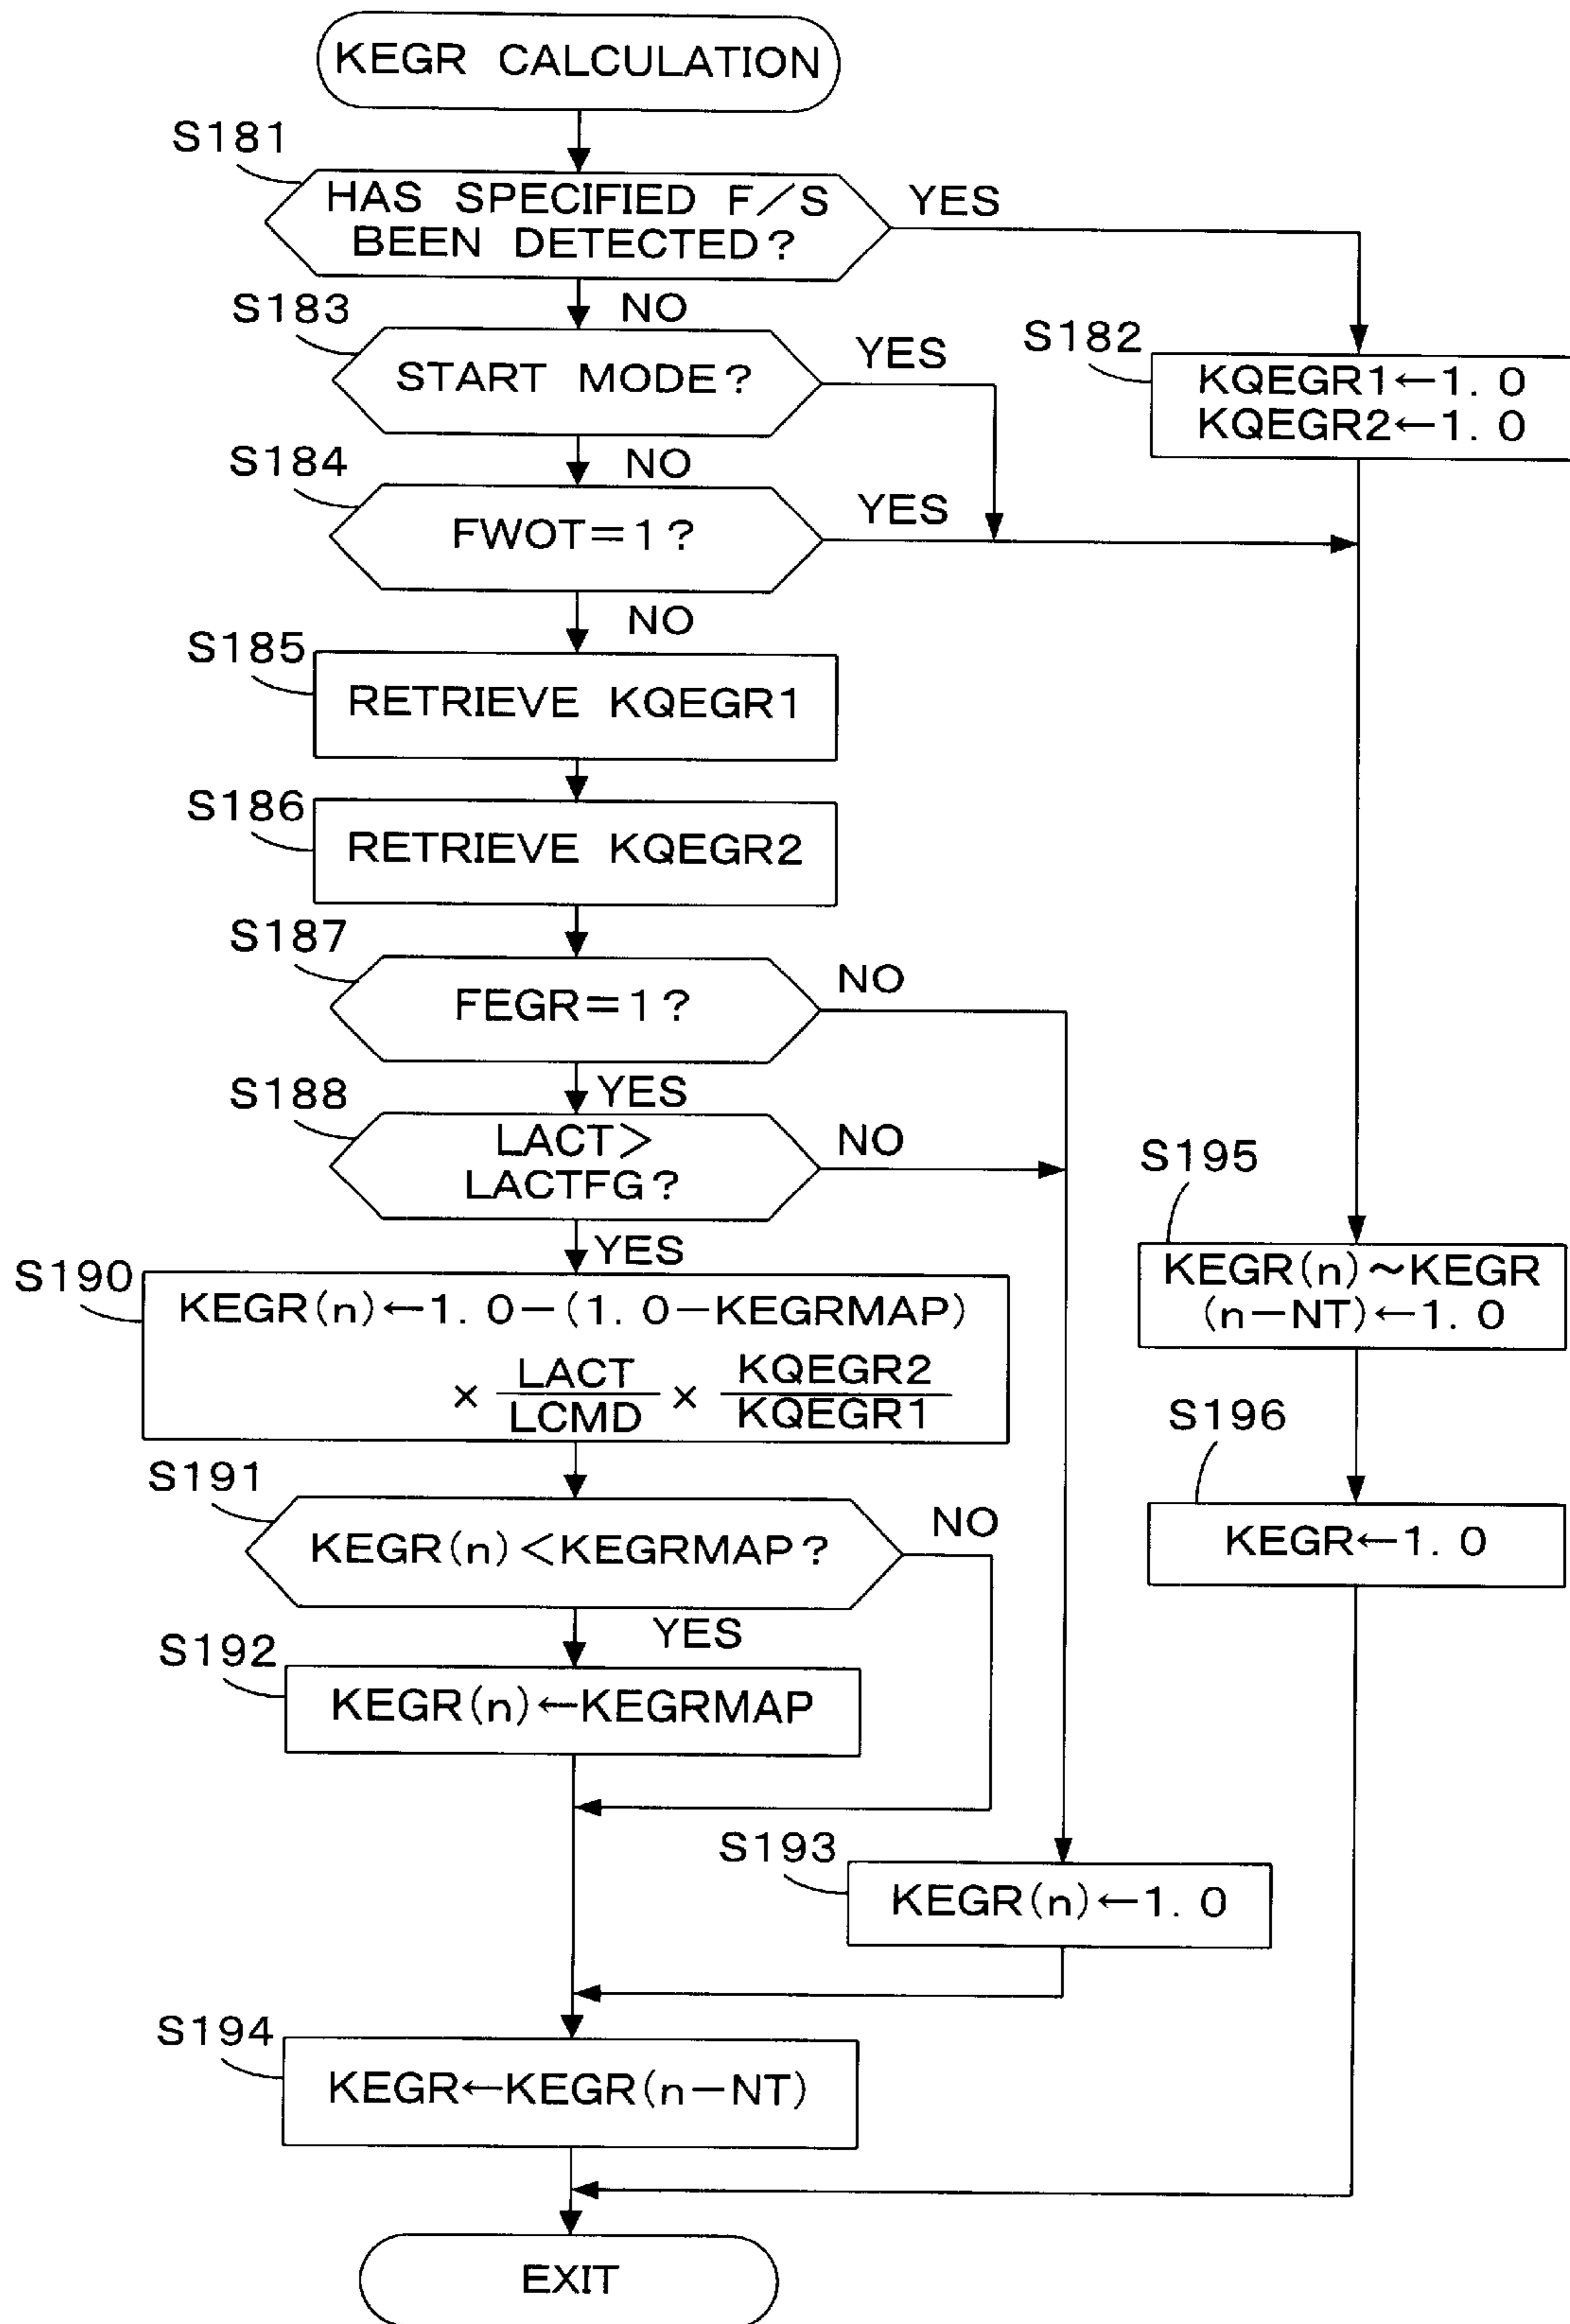 KEGR CALCULATION
S181
HAS SPECIFIED F/S
BEEN DETECTED?
YES
NO
S183
START MODE?
YES
S182
KQEGR1←1.0
KQEGR2←1.0
NO
S184
FWOT=1?
YES
NO
S185
RETRIEVE KQEGR1
S186
RETRIEVE KQEGR2
S187
FEGR=1?
NO
YES
S188
LACT>
LACTFG?
NO
YES
S190
KEGR(n)←1.0−(1.0−KEGRMAP)
× LACT/LCMD × KQEGR2/KQEGR1
S195
KEGR(n)~KEGR
(n−NT)←1.0
S196
KEGR←1.0
S191
KEGR(n)<KEGRMAP?
NO
YES
S192
KEGR(n)←KEGRMAP
S193
KEGR(n)←1.0
S194
KEGR←KEGR(n−NT)
EXIT